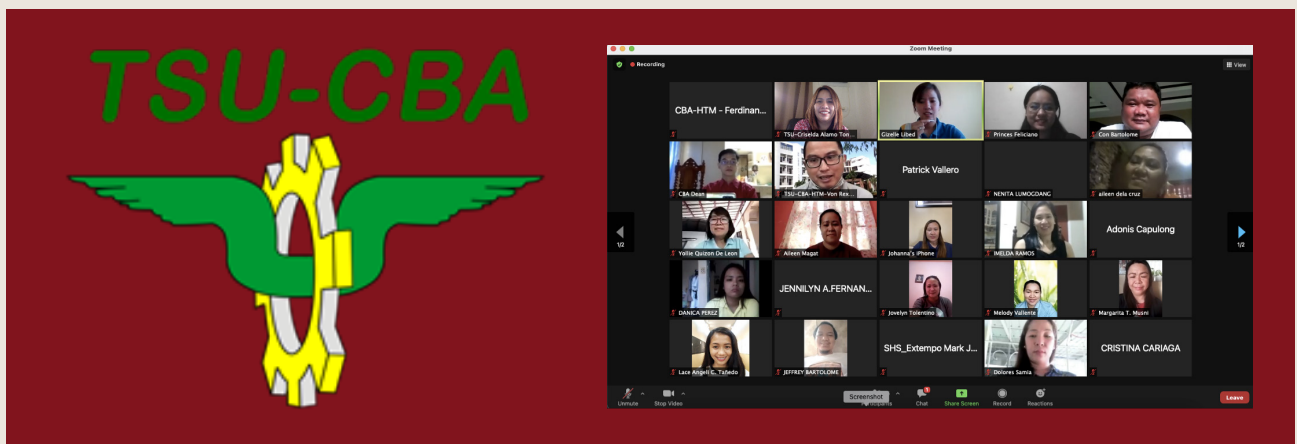 TSU-CBA
Zoom Meeting
Recording
View
CBA-HTM - Ferdinan...
TSU-Criselda Alamo Ton...
Gizelle Libed
Princes Feliciano
Con Bartolome
CBA Dean
TSU-CBA-HTM-Von Rex...
Patrick Vallero
NENITA LUMOGDANG
aileen dela cruz
Yollie Quizon De Leon
Aileen Magat
Johanna's iPhone
IMELDA RAMOS
Adonis Capulong
1/2
1/2
DANICA PEREZ
JENNILYN A.FERNAN...
Jovelyn Tolentino
Melody Vallente
Margarita T. Musni
Lace Angeli C. Tañedo
JEFFREY BARTOLOME
SHS_Extempo Mark J...
Dolores Samia
CRISTINA CARIAGA
Unmute
Stop Video
Screenshot
1
Chat
Share Screen
Record
Reactions
Leave